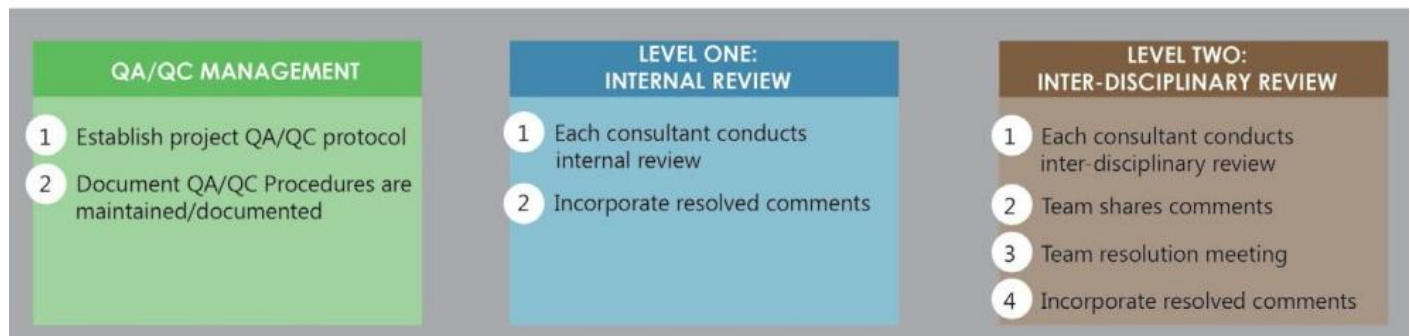 QA/QC MANAGEMENT
1 Establish project QA/QC protocol
2 Document QA/QC Procedures are
maintained/documented
LEVEL ONE:
INTERNAL REVIEW
1 Each consultant conducts
internal review
2 Incorporate resolved comments
LEVEL TWO:
INTER-DISCIPLINARY REVIEW
1 Each consultant conducts
inter-disciplinary review
2 Team shares comments
3 Team resolution meeting
4 Incorporate resolved comments